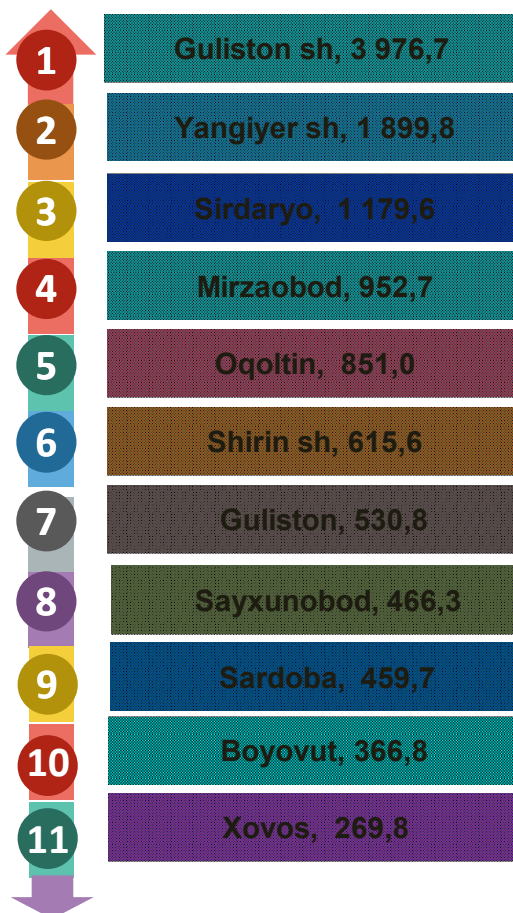 1 Guliston sh, 3 976,7
2 Yangiyer sh, 1 899,8
3 Sirdaryo, 1 179,6
4 Mirzaobod, 952,7
5 Oqoltin, 851,0
6 Shirin sh, 615,6
7 Guliston, 530,8
8 Sayxunobod, 466,3
9 Sardoba, 459,7
10 Boyovut, 366,8
11 Xovos, 269,8